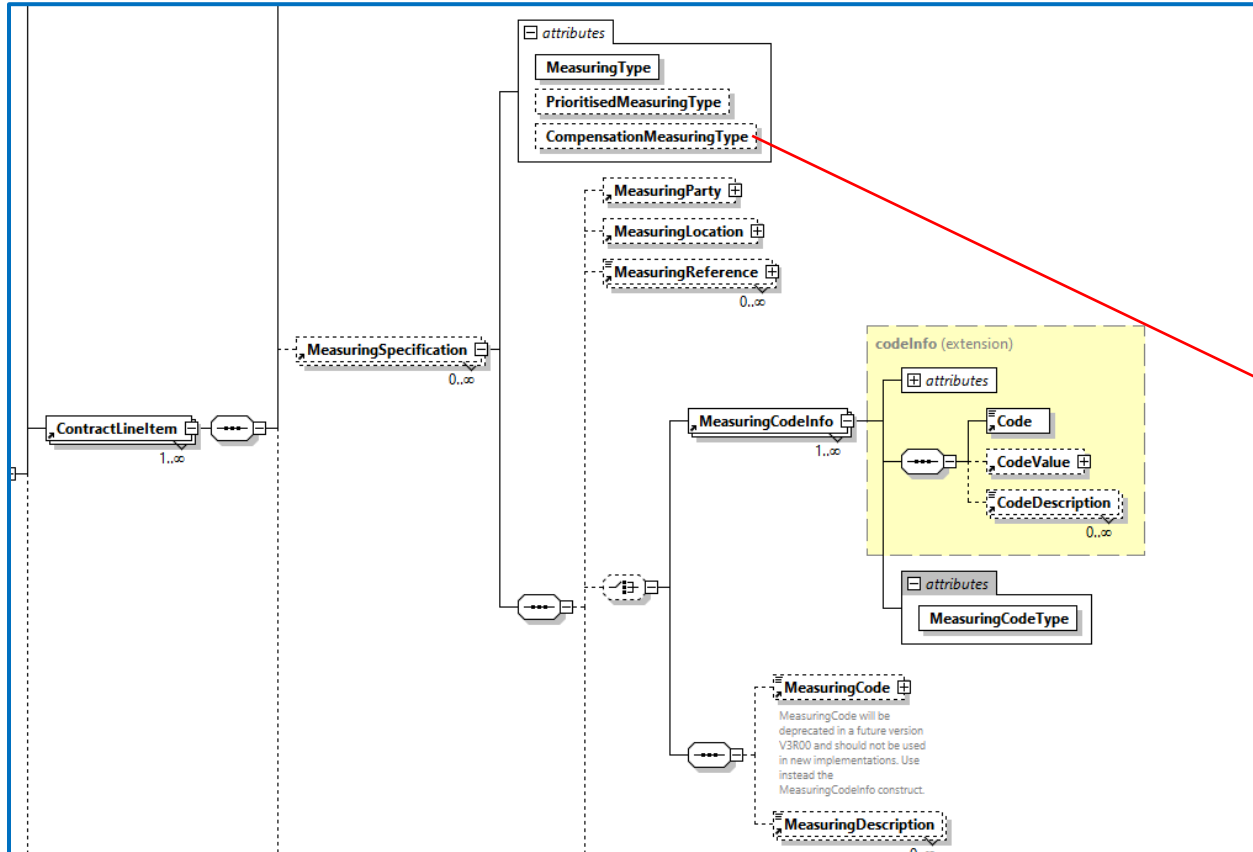 attributes
MeasuringType
PrioritisedMeasuringType
CompensationMeasuringType
MeasuringParty
MeasuringLocation
MeasuringReference
0..∞
MeasuringSpecification
0..∞
ContractLineItem
1..∞
codeInfo (extension)
attributes
MeasuringCodeInfo
1..∞
Code
CodeValue
CodeDescription
0..∞
attributes
MeasuringCodeType
MeasuringCode
MeasuringCode will be
deprecated in a future version
V3R00 and should not be used
in new implementations. Use
instead the
MeasuringCodeInfo construct.
MeasuringDescription
0..∞